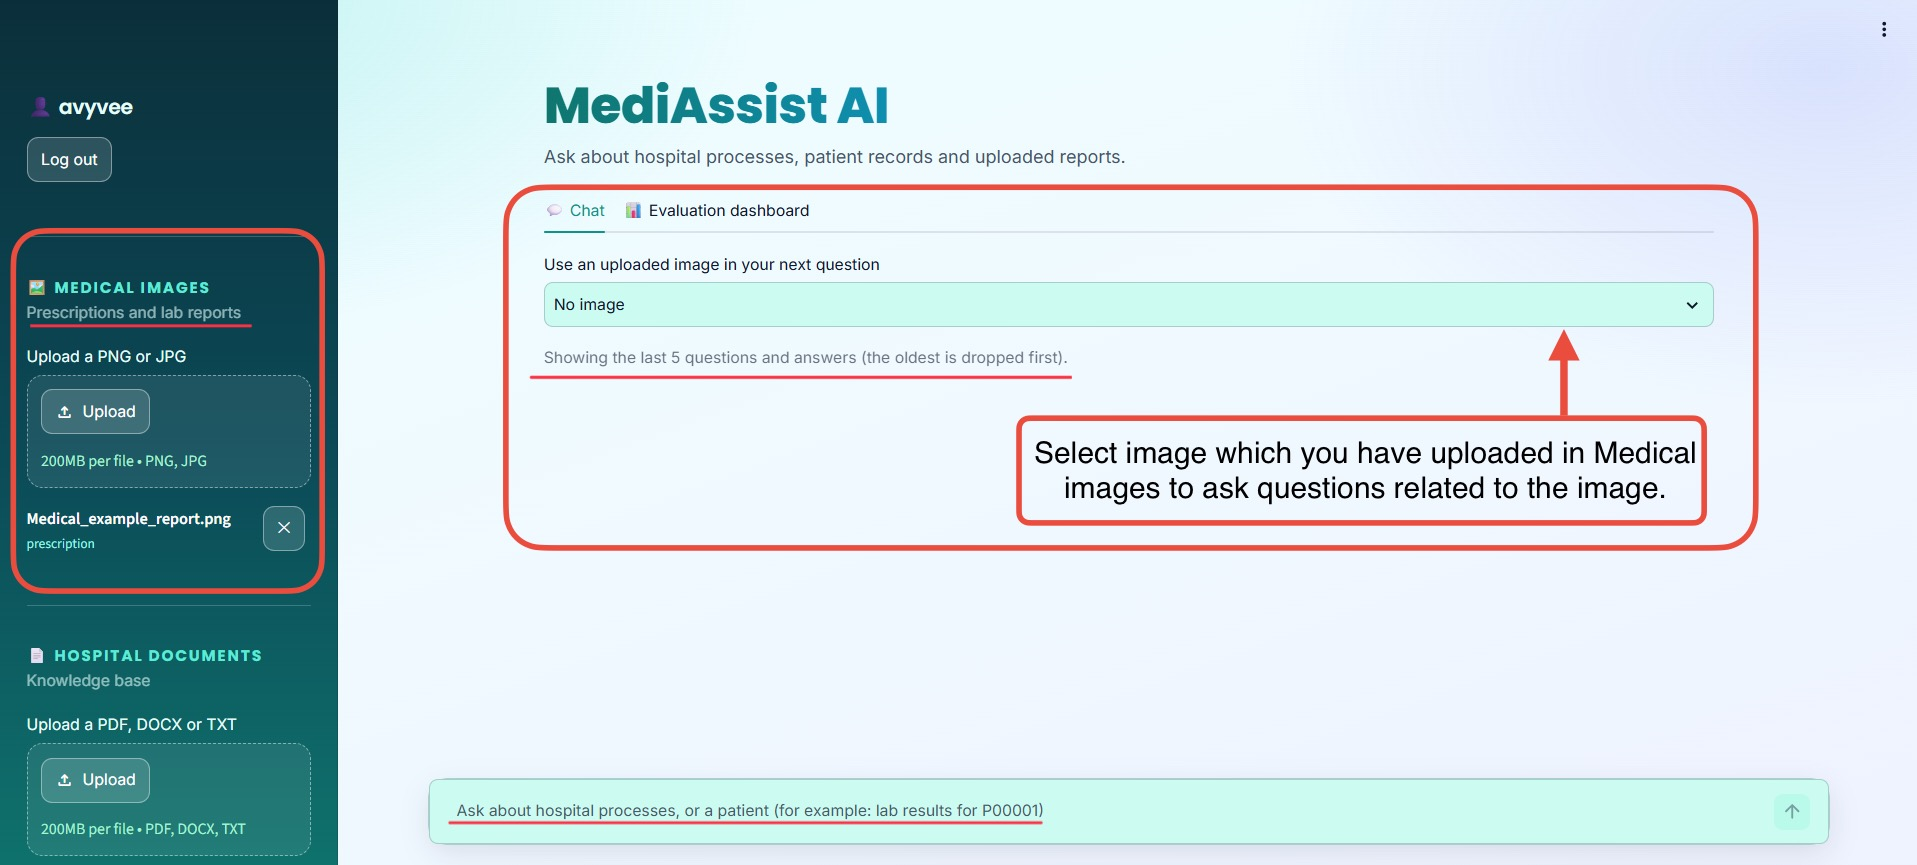 avyvee
Log out
MEDICAL IMAGES
Prescriptions and lab reports
Upload a PNG or JPG
Upload
200MB per file • PNG, JPG
Medical_example_report.png
prescription
HOSPITAL DOCUMENTS
Knowledge base
Upload a PDF, DOCX or TXT
Upload
200MB per file • PDF, DOCX, TXT
MediAssist AI
Ask about hospital processes, patient records and uploaded reports.
Chat Evaluation dashboard
Use an uploaded image in your next question
No image
Showing the last 5 questions and answers (the oldest is dropped first).
Select image which you have uploaded in Medical
images to ask questions related to the image.
Ask about hospital processes, or a patient (for example: lab results for P00001)